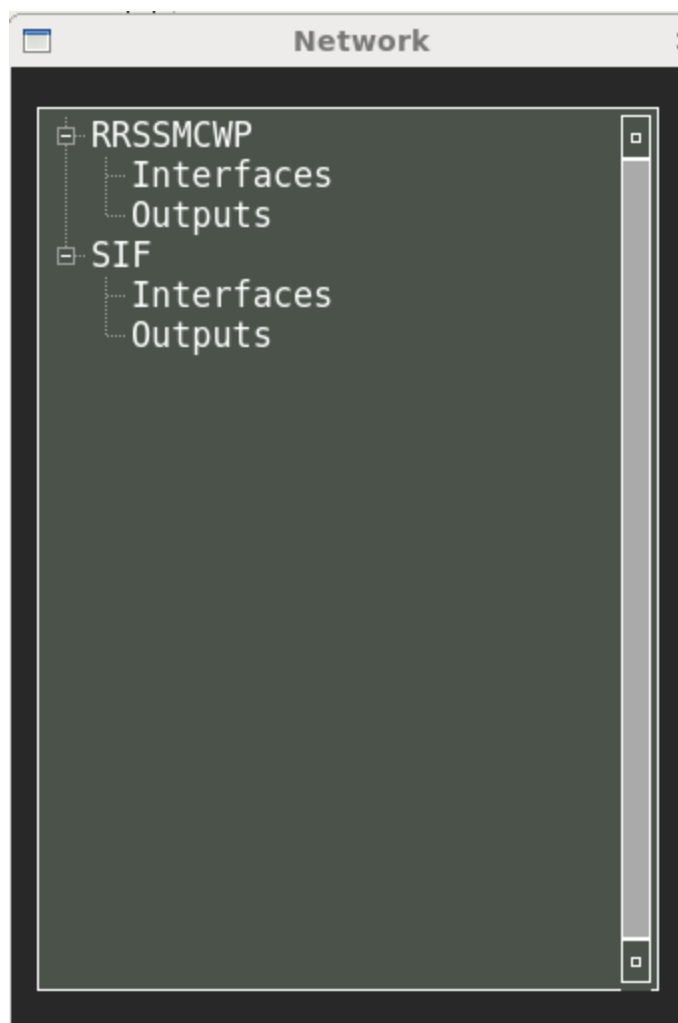 Network
RRSSMCWP
Interfaces
Outputs
SIF
Interfaces
Outputs